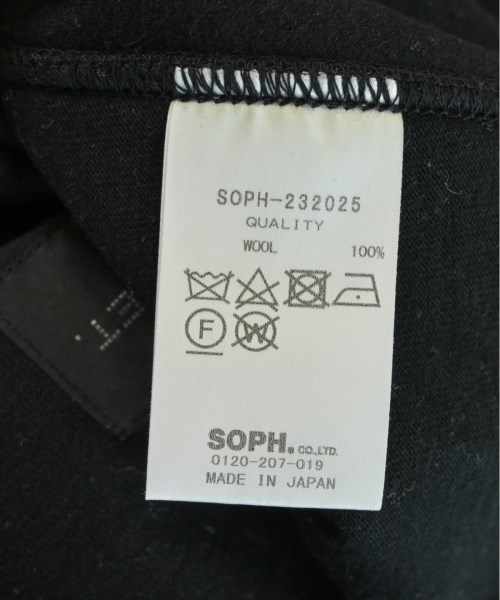 SOPH-232025
QUALITY
WOOL 100%
F W
SOPH. CO.,LTD.
0120-207-019
MADE IN JAPAN